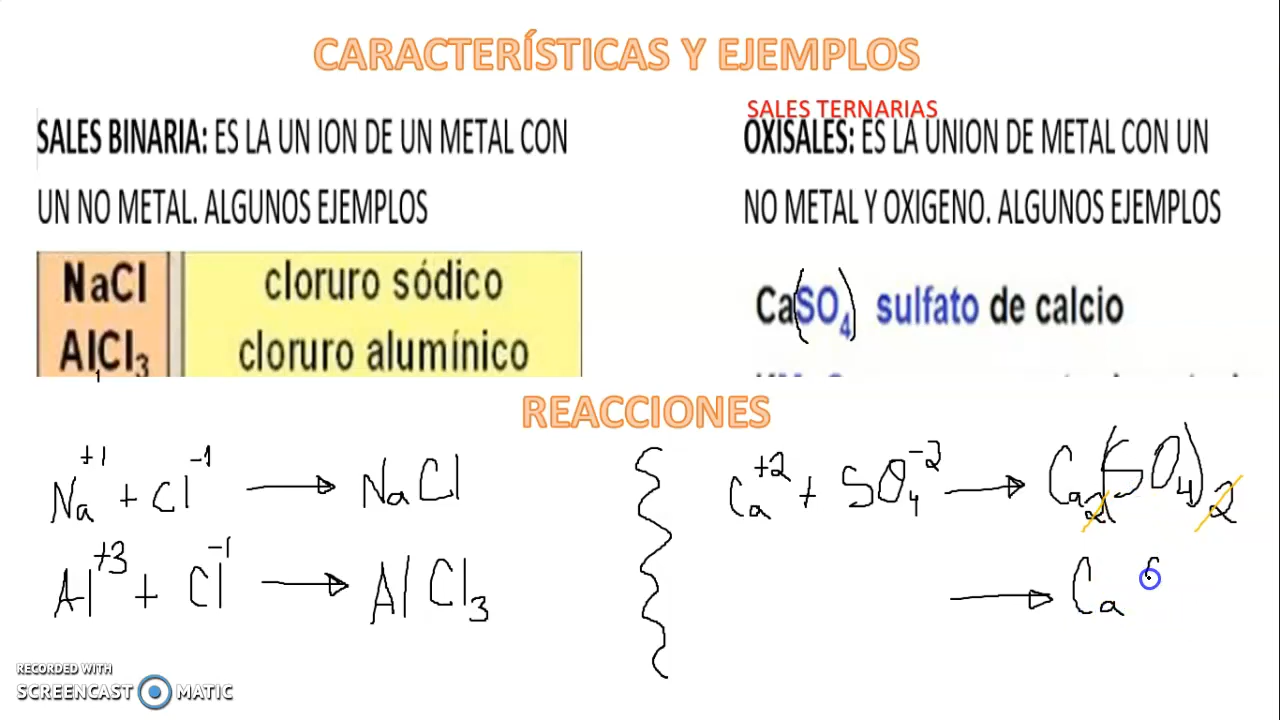 CARACTERÍSTICAS Y EJEMPLOS
SALES BINARIA: ES LA UN ION DE UN METAL CON
UN NO METAL. ALGUNOS EJEMPLOS
NaCl cloruro sódico
AlCl3 cloruro alumínico
1
SALES TERNARIAS
OXISALES: ES LA UNION DE METAL CON UN
NO METAL Y OXIGENO. ALGUNOS EJEMPLOS
Ca(SO4) sulfato de calcio
REACCIONES
Na+1 + Cl-1 → NaCl
Al+3 + Cl-1 → AlCl3
Ca+2 + SO4-2 → Ca2(SO4)2
→ Ca
RECORDED WITH
SCREENCAST MATIC